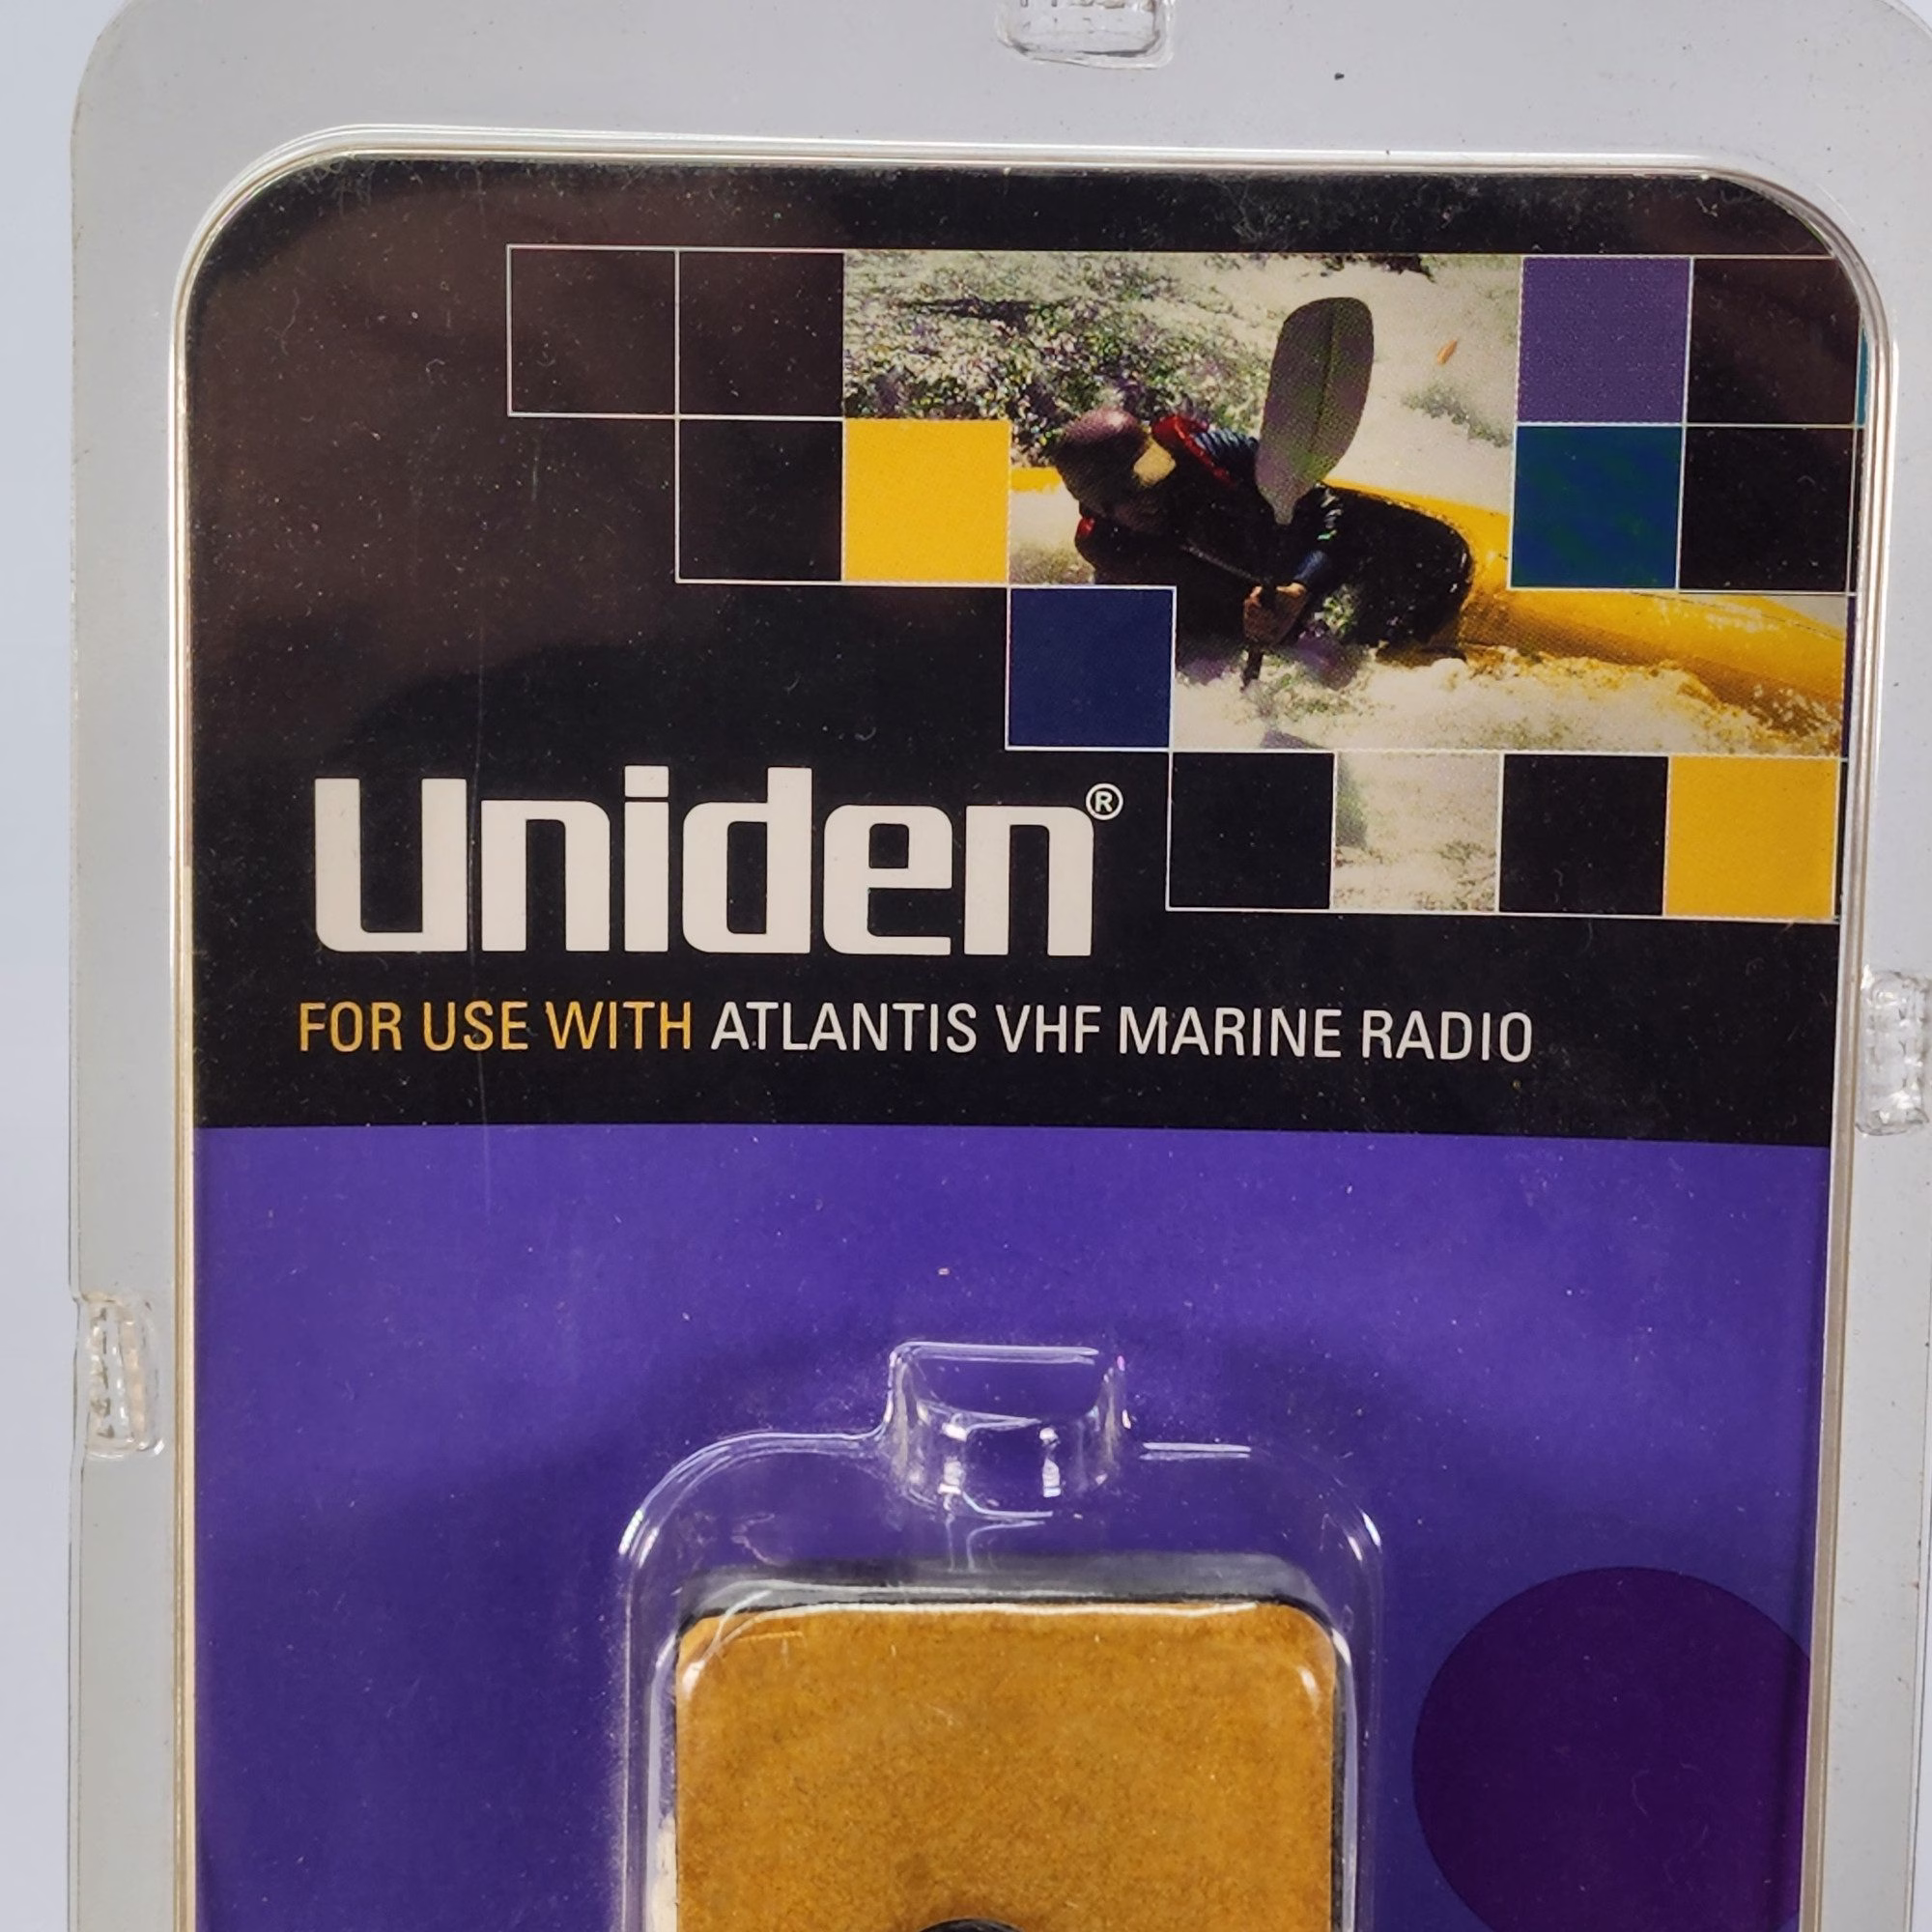 uniden®
FOR USE WITH ATLANTIS VHF MARINE RADIO